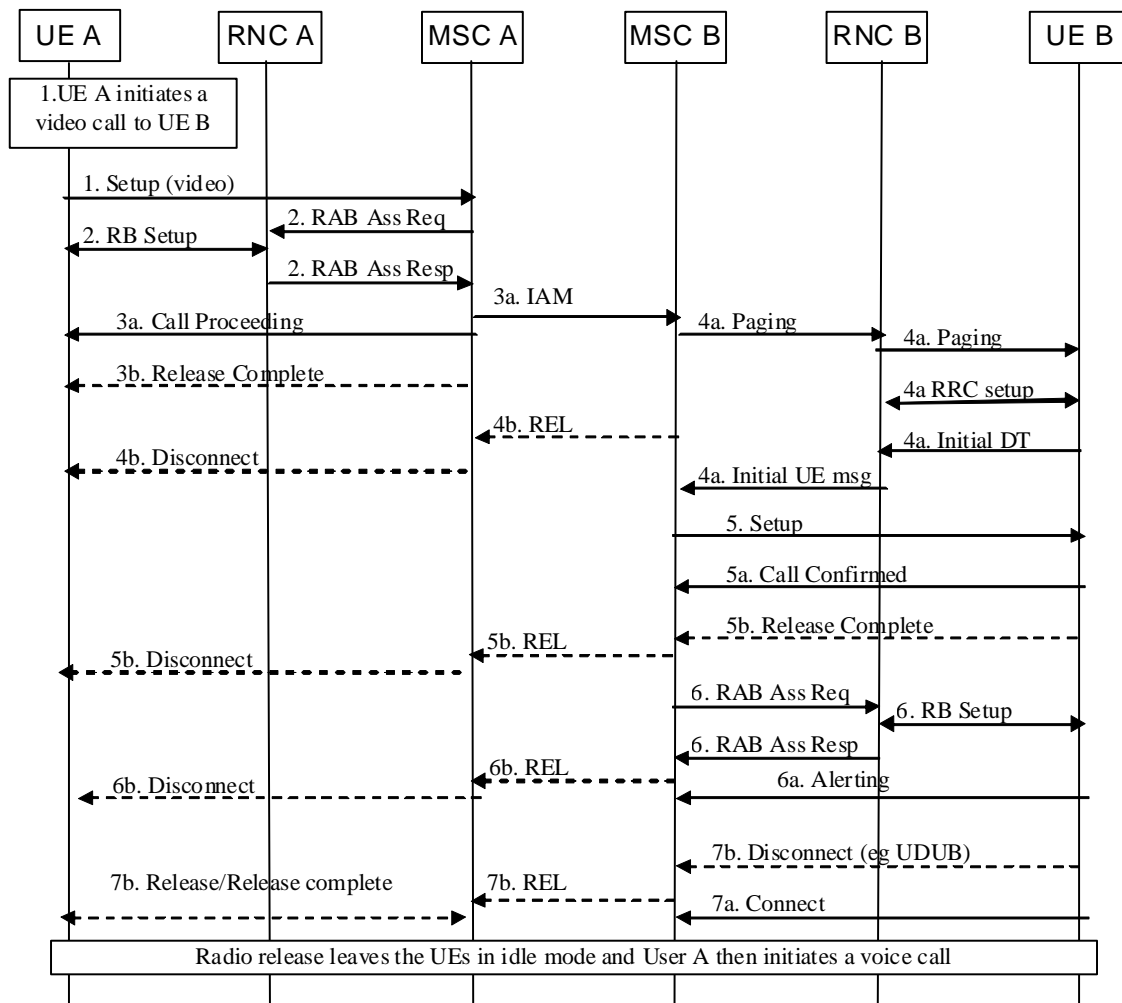 UE A
RNC A
MSC A
MSC B
RNC B
UE B
1.UE A initiates a
video call to UE B
1. Setup (video)
2. RAB Ass Req
2. RB Setup
2. RAB Ass Resp
3a. IAM
3a. Call Proceeding
4a. Paging
4a. Paging
3b. Release Complete
4a RRC setup
4b. REL
4a. Initial DT
4b. Disconnect
4a. Initial UE msg
5. Setup
5a. Call Confirmed
5b. Release Complete
5b. REL
5b. Disconnect
6. RAB Ass Req
6. RB Setup
6. RAB Ass Resp
6b. REL
6b. Disconnect
6a. Alerting
7b. Disconnect (eg UDUB)
7b. Release/Release complete
7b. REL
7a. Connect
Radio release leaves the UEs in idle mode and User A then initiates a voice call